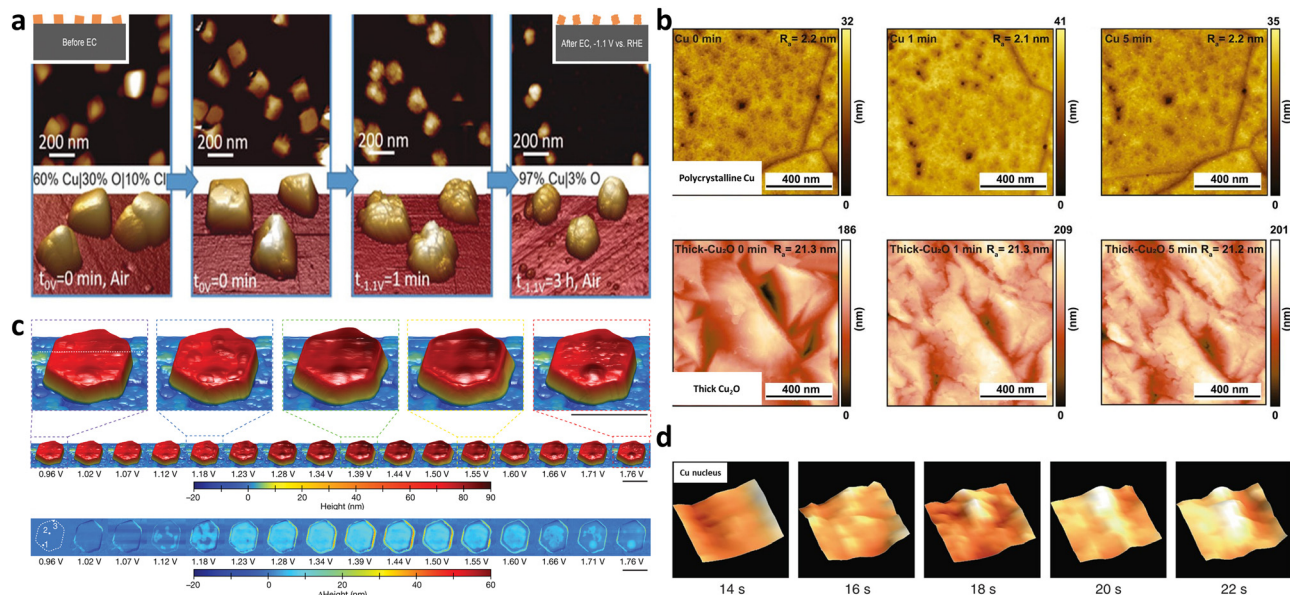 a
Before EC
After EC, -1.1 V vs. RHE
200 nm
200 nm
200 nm
200 nm
60% Cu|30% O|10% Cl
97% Cu|3% O
t0V=0 min, Air
t0V=0 min
t-1.1V=1 min
t-1.1V=3 h, Air
b
32
Cu 0 min
Ra=2.2 nm
400 nm
Polycrystalline Cu
(nm)
0
41
Cu 1 min
Ra=2.1 nm
400 nm
(nm)
0
35
Cu 5 min
Ra=2.2 nm
400 nm
(nm)
0
186
Thick-Cu₂O 0 min
Ra=21.3 nm
400 nm
Thick Cu₂O
(nm)
0
209
Thick-Cu₂O 1 min
Ra=21.3 nm
400 nm
(nm)
0
201
Thick-Cu₂O 5 min
Ra=21.2 nm
400 nm
(nm)
0
c
0.96 V 1.02 V 1.07 V 1.12 V 1.18 V 1.23 V 1.28 V 1.34 V 1.39 V 1.44 V 1.50 V 1.55 V 1.60 V 1.66 V 1.71 V 1.76 V
-20 0 30 60 90
Height (nm)
1
2
3
0.96 V 1.02 V 1.07 V 1.12 V 1.18 V 1.23 V 1.28 V 1.34 V 1.39 V 1.44 V 1.50 V 1.55 V 1.60 V 1.66 V 1.71 V 1.76 V
-20 0 20 40 60
ΔHeight (nm)
d
Cu nucleus
14 s
16 s
18 s
20 s
22 s